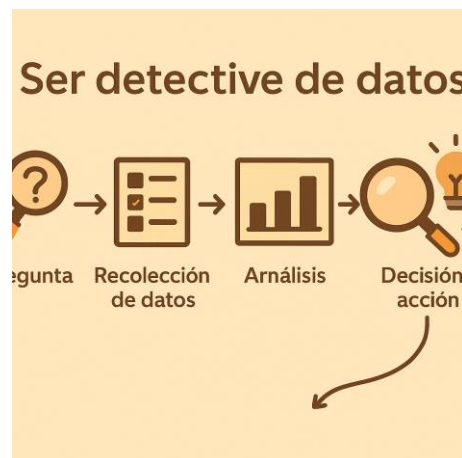 Ser detective de datos
?
egunta
Recolección
de datos
Arnálisis
Decisión
acción